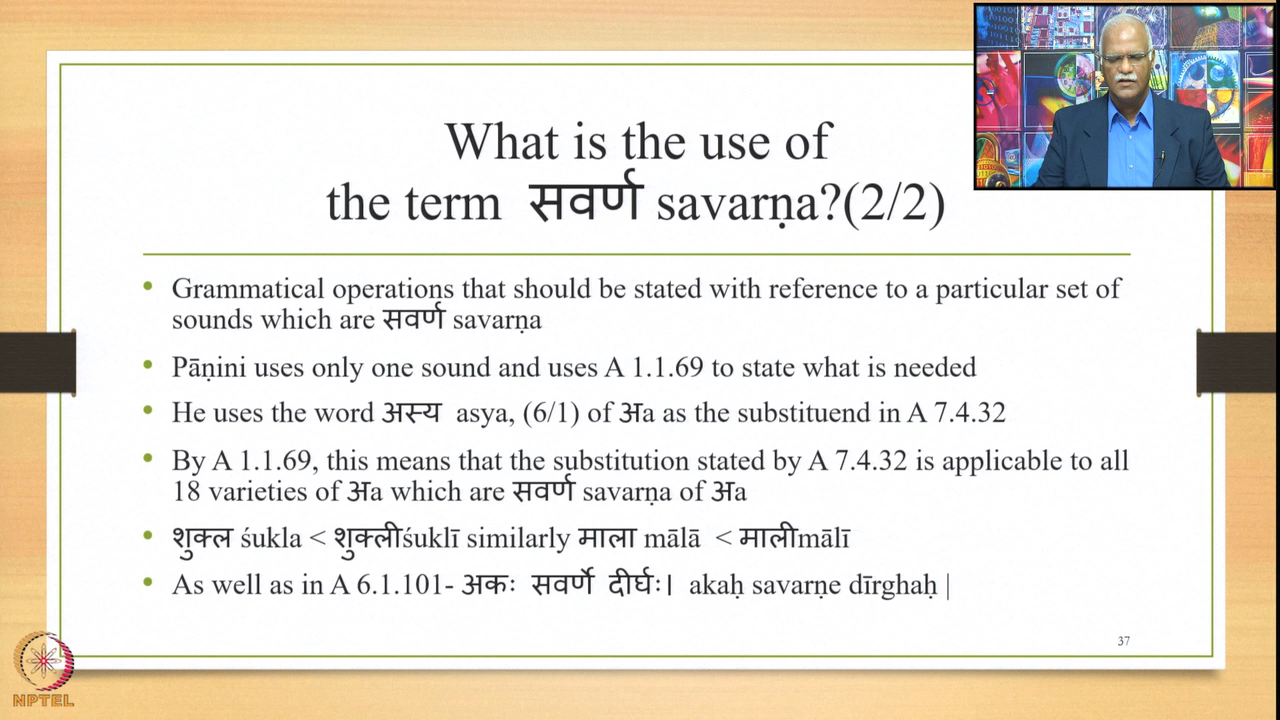 What is the use of
the term सवर्ण savarṇa?(2/2)
• Grammatical operations that should be stated with reference to a particular set of
sounds which are सवर्ण savarṇa
• Pāṇini uses only one sound and uses A 1.1.69 to state what is needed
• He uses the word अस्य asya, (6/1) of अa as the substituend in A 7.4.32
• By A 1.1.69, this means that the substitution stated by A 7.4.32 is applicable to all
18 varieties of अa which are सवर्ण savarṇa of अa
• शुक्ल śukla < शुक्लीśuklī similarly माला mālā < मालीmālī
• As well as in A 6.1.101- अकः सवर्णे दीर्घः। akaḥ savarṇe dīrghaḥ |
37
NPTEL